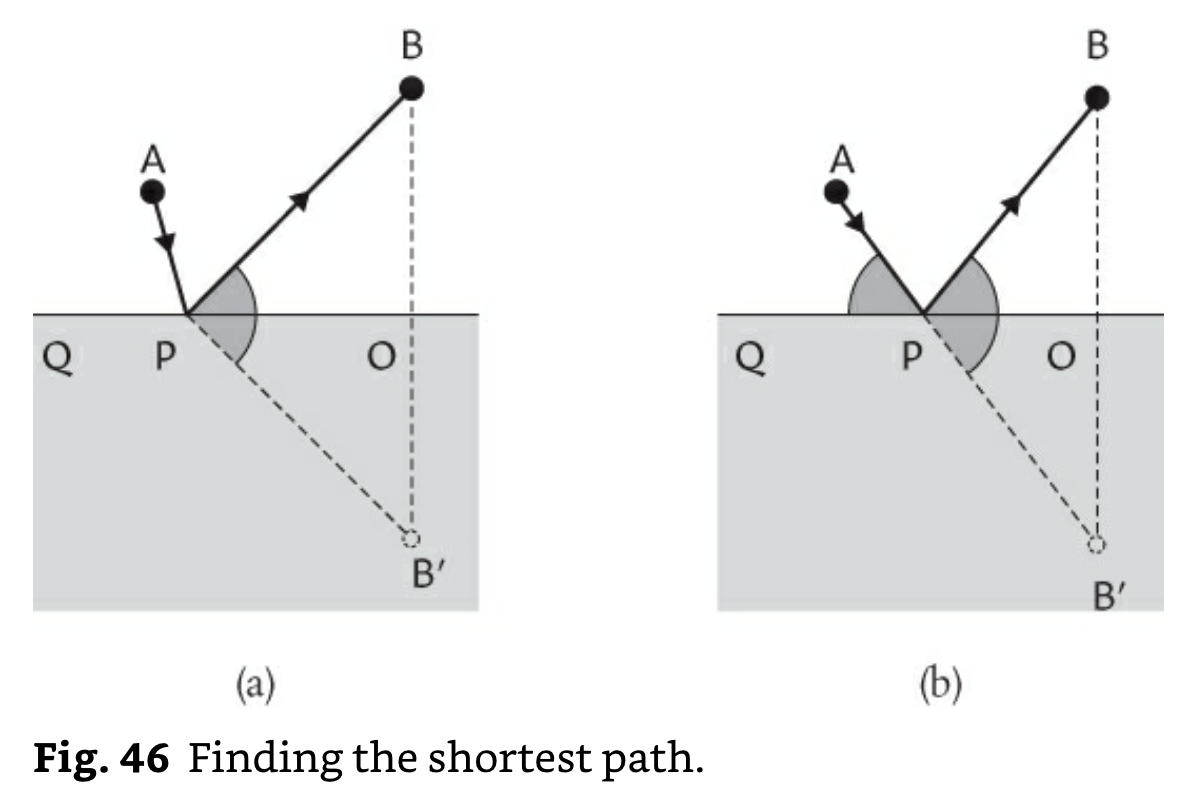 B
B
A
A
Q
P
O
Q
P
O
B′
B′
(a)
(b)
Fig. 46 Finding the shortest path.